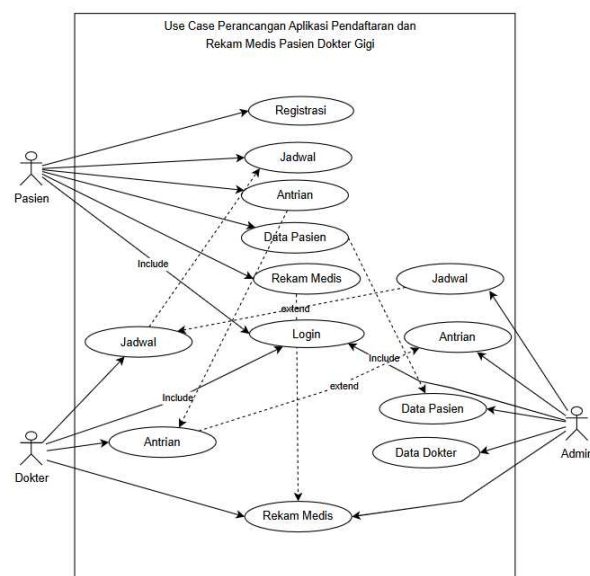 Use Case Perancangan Aplikasi Pendaftaran dan
Rekam Medis Pasien Dokter Gigi
Registrasi
Jadwal
Pasien
Antrian
Data Pasien
Include
Rekam Medis
Jadwal
extend
Jadwal
Login
Antrian
Include
extend
Include
Data Pasien
Antrian
Data Dokter
Dokter
Admin
Rekam Medis